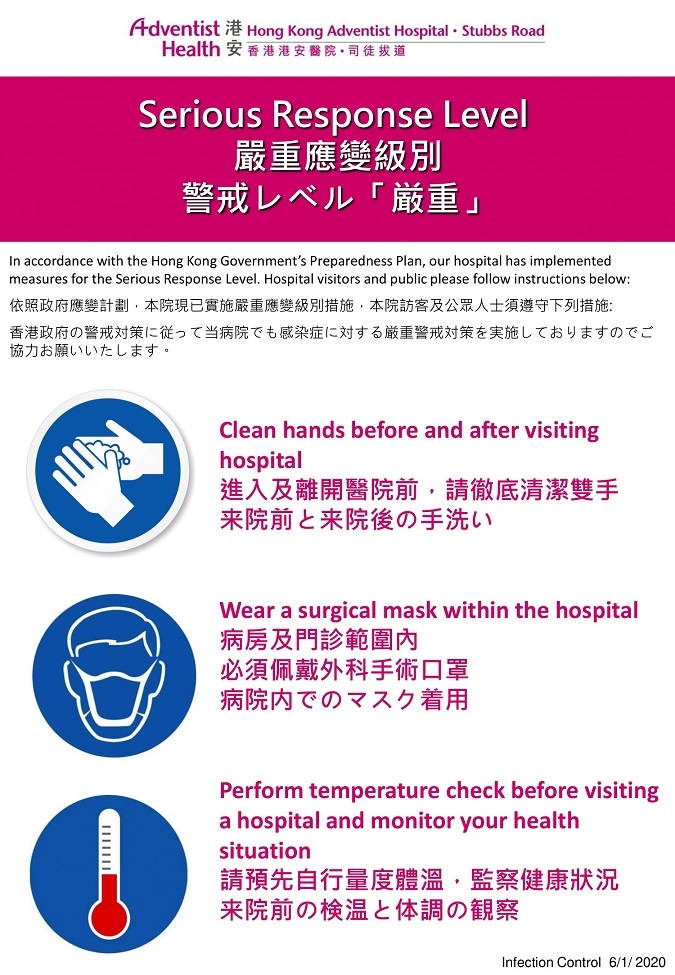 Adventist Health 港安 Hong Kong Adventist Hospital · Stubbs Road
香港港安醫院 · 司徒拔道
Serious Response Level
嚴重應變級別
警戒レベル「厳重」
In accordance with the Hong Kong Government's Preparedness Plan, our hospital has implemented
measures for the Serious Response Level. Hospital visitors and public please follow instructions below:
依照政府應變計劃，本院現已實施嚴重應變級別措施，本院訪客及公眾人士須遵守下列措施:
香港政府の警戒対策に従って当病院でも感染症に対する厳重警戒対策を実施しておりますのでご
協力お願いいたします。
Clean hands before and after visiting
hospital
進入及離開醫院前，請徹底清潔雙手
来院前と来院後の手洗い
Wear a surgical mask within the hospital
病房及門診範圍內
必須佩戴外科手術口罩
病院内でのマスク着用
Perform temperature check before visiting
a hospital and monitor your health
situation
請預先自行量度體溫，監察健康狀況
来院前の検温と体調の観察
Infection Control 6/1/ 2020